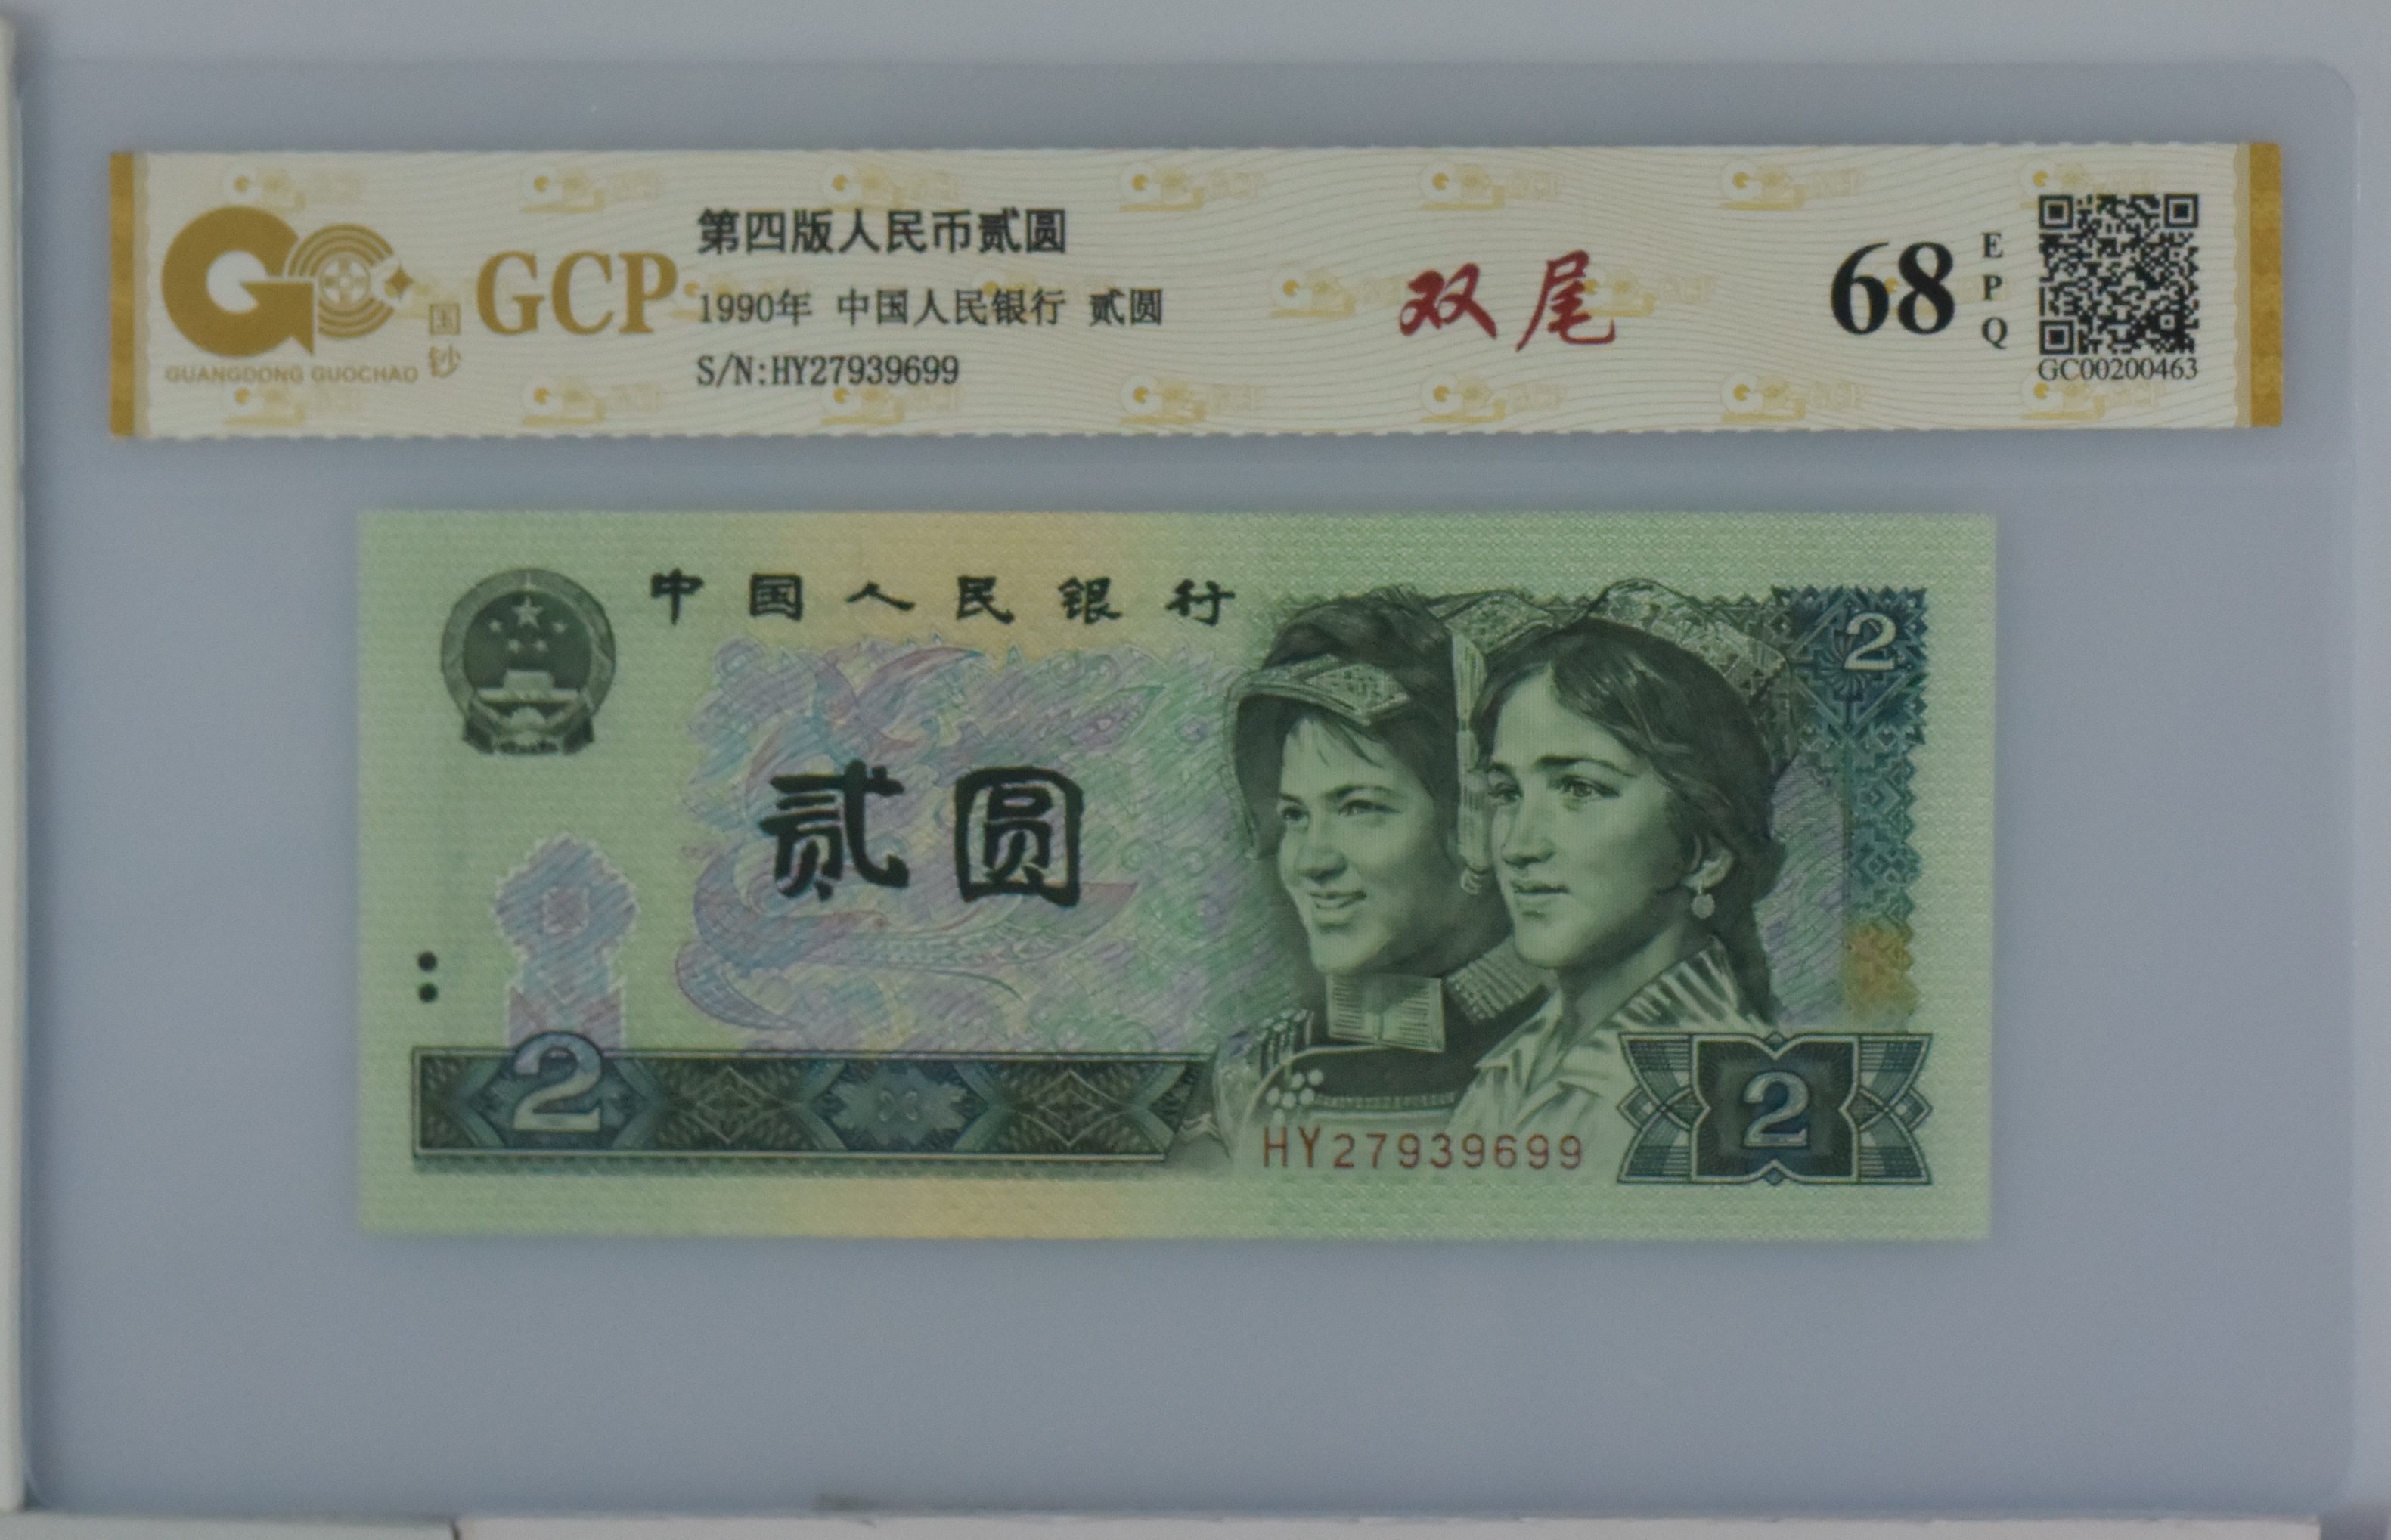 GCP
国钞
GUANGDONG GUOCHAO
第四版人民币贰圆
1990年 中国人民银行 贰圆
S/N:HY27939699
双尾
68
EPQ
GC00200463
中国人民银行
2
贰圆
2
HY27939699
2